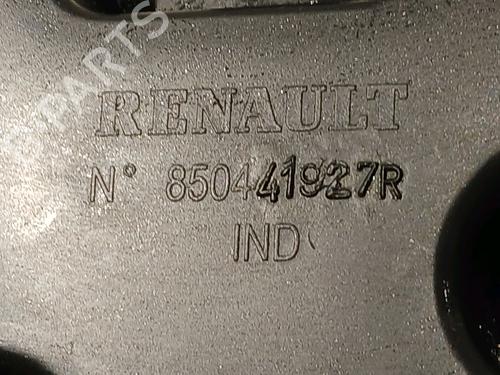 PARTS
RENAULT
N° 850441927R
IND